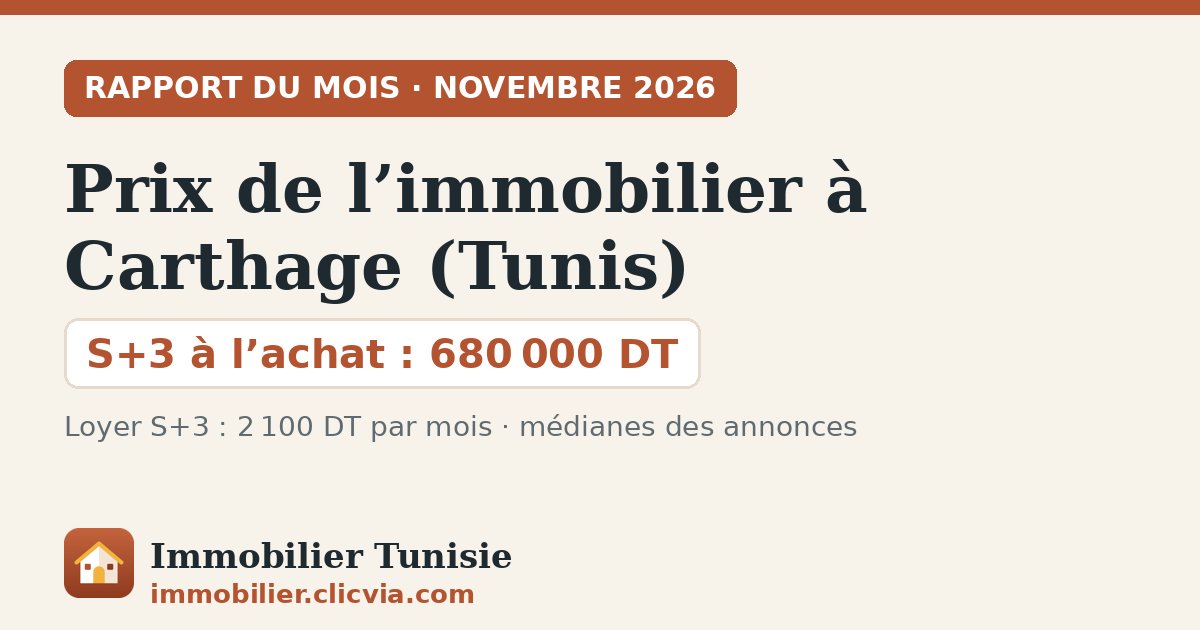 RAPPORT DU MOIS · NOVEMBRE 2026
Prix de l’immobilier à
Carthage (Tunis)
S+3 à l’achat : 680 000 DT
Loyer S+3 : 2 100 DT par mois · médianes des annonces
Immobilier Tunisie
immobilier.clicvia.com